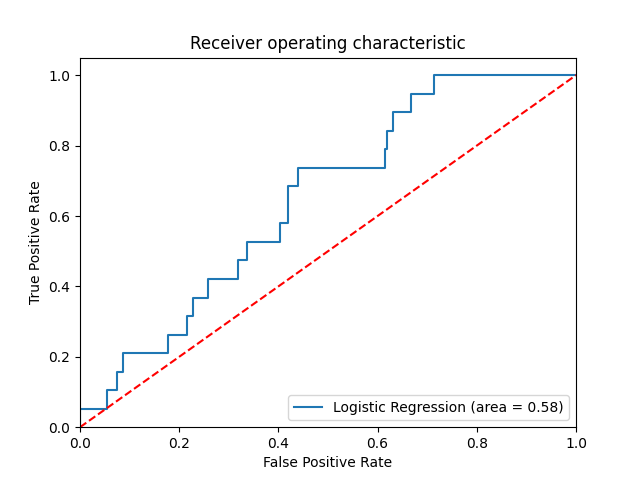 Receiver operating characteristic
1.0
0.8
0.6
0.4
0.2
0.0
True Positive Rate
Logistic Regression (area = 0.58)
0.0 0.2 0.4 0.6 0.8 1.0
False Positive Rate